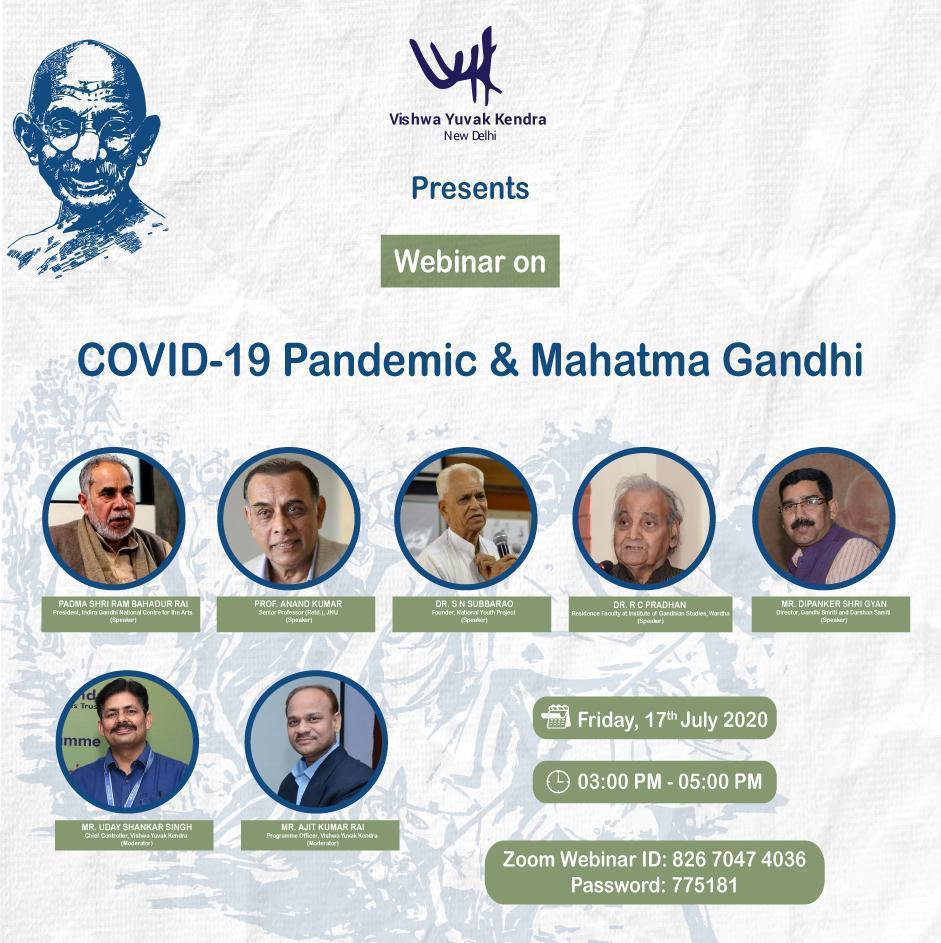 Vishwa Yuvak Kendra
New Delhi
Presents
Webinar on
COVID-19 Pandemic & Mahatma Gandhi
PADMA SHRI RAM BAHADUR RAI
President, Indira Gandhi National Centre for the Arts
(Speaker)
PROF. ANAND KUMAR
Senior Professor (Retd.), JNU
(Speaker)
DR. S N SUBBARAO
Founder, National Youth Project
(Speaker)
DR. R C PRADHAN
Residence Faculty at Institute of Gandhian Studies, Wardha
(Speaker)
MR. DIPANKER SHRI GYAN
Director, Gandhi Smriti and Darshan Samiti
(Speaker)
mme
MR. UDAY SHANKAR SINGH
Chief Controller, Vishwa Yuvak Kendra
(Moderator)
MR. AJIT KUMAR RAI
Programme Officer, Vishwa Yuvak Kendra
(Moderator)
Friday, 17th July 2020
03:00 PM - 05:00 PM
Zoom Webinar ID: 826 7047 4036
Password: 775181